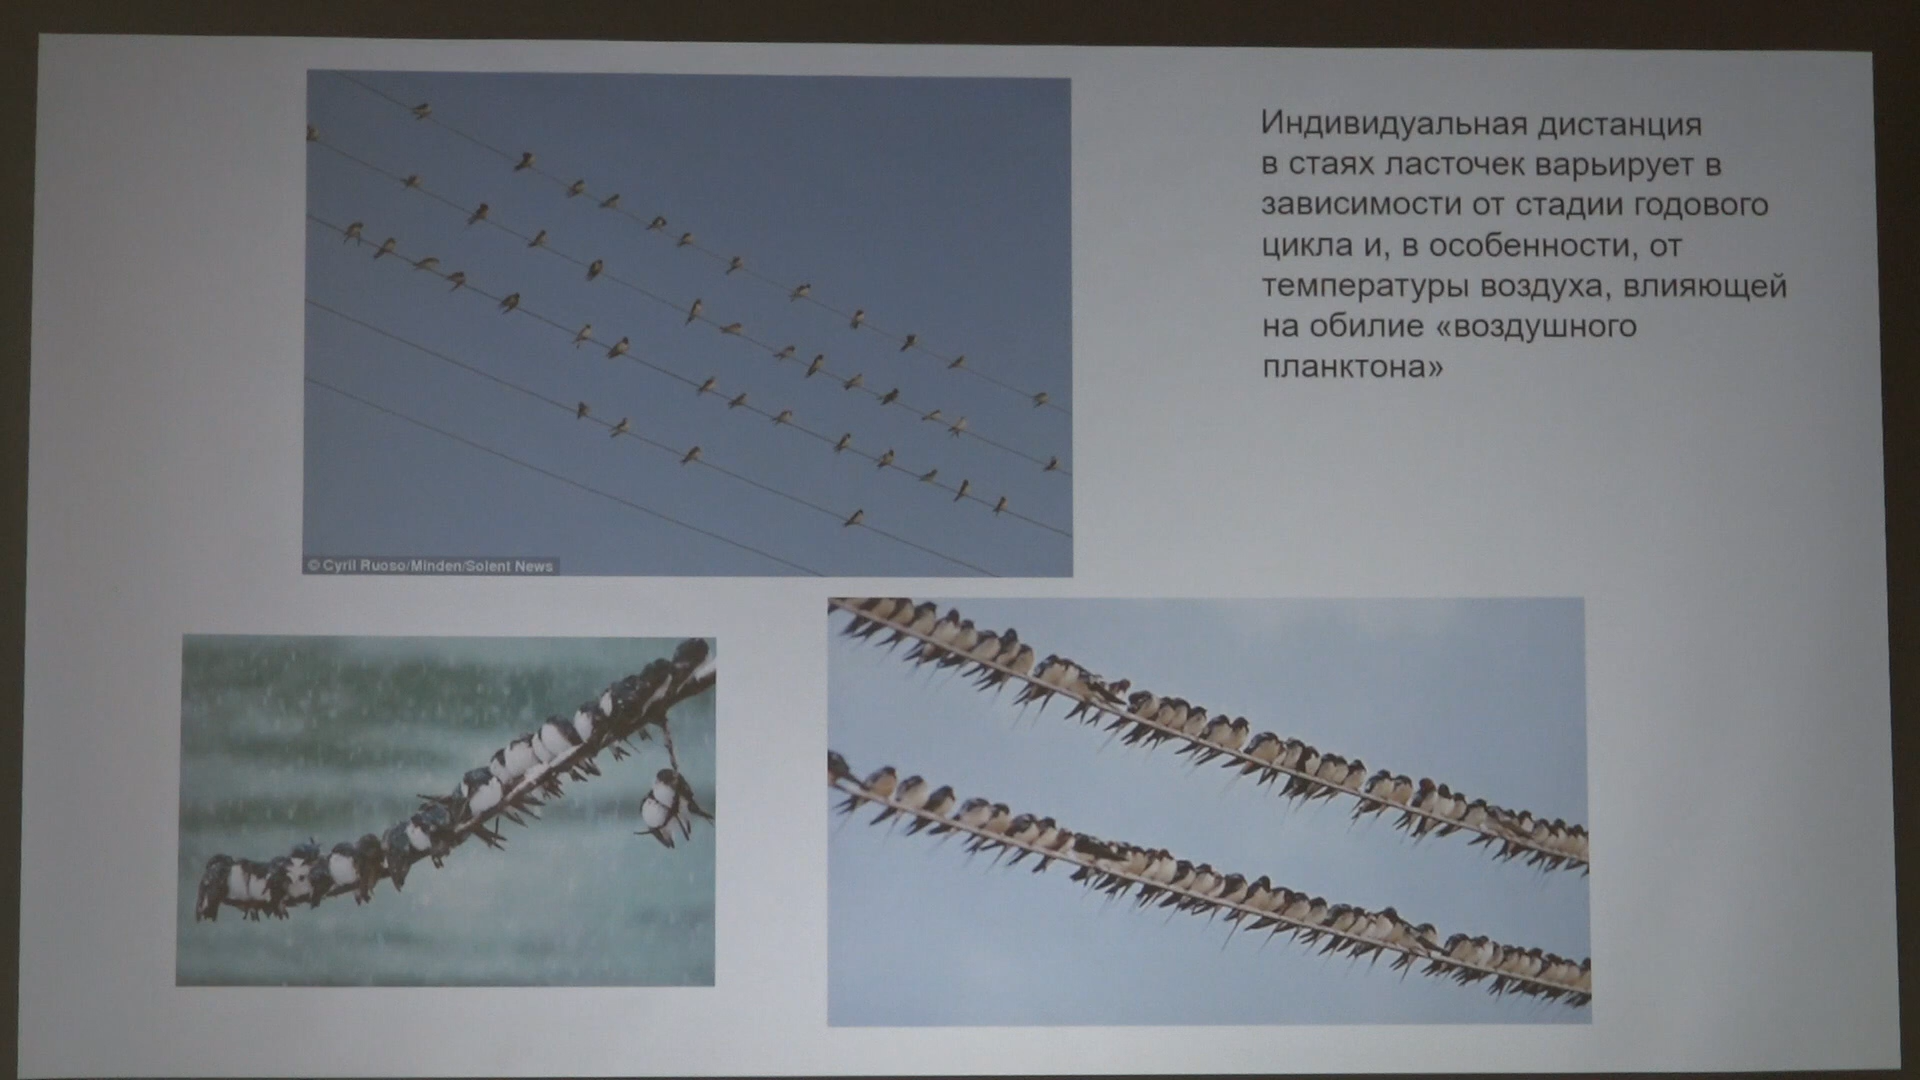 Индивидуальная дистанция
в стаях ласточек варьирует в
зависимости от стадии годового
цикла и, в особенности, от
температуры воздуха, влияющей
на обилие «воздушного
планктона»
© Cyril Ruoso/Minden/Solent News